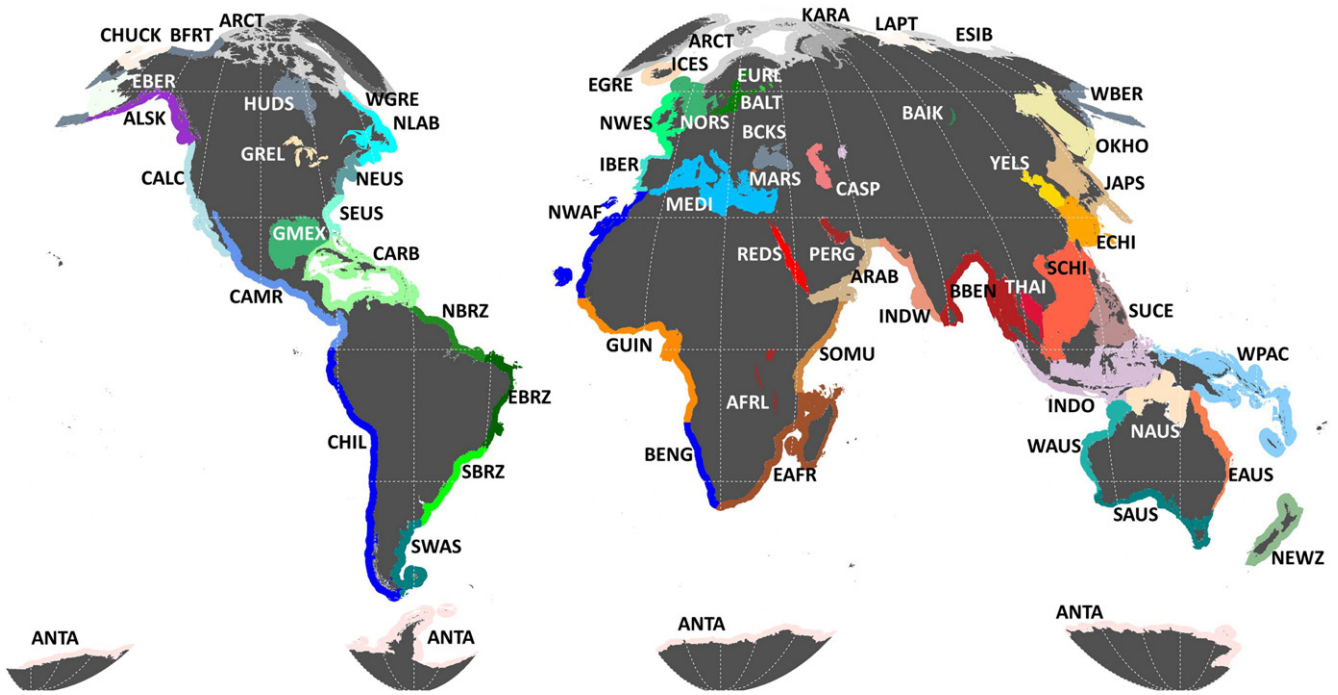 ARCT
KARA
CHUCK BFRT
LAPT
ARCT
ESIB
ICES
EBER
EGRE
EURL
WBER
ALSK
HUDS
WGRE
BALT
NLAB
NWES
NORS
BAIK
BCKS
OKHO
GREL
IBER
YELS
CALC
NEUS
MARS
CASP
JAPS
SEUS
NWAF
MEDI
GMEX
ECHI
CARB
REDS
PERG
SCHI
ARAB
CAMR
BBEN
THAI
NBRZ
INDW
SUCE
GUIN
SOMU
WPAC
EBRZ
AFRL
INDO
NAUS
CHIL
WAUS
SBRZ
BENG
EAFR
EAUS
SAUS
SWAS
NEWZ
ANTA
ANTA
ANTA
ANTA